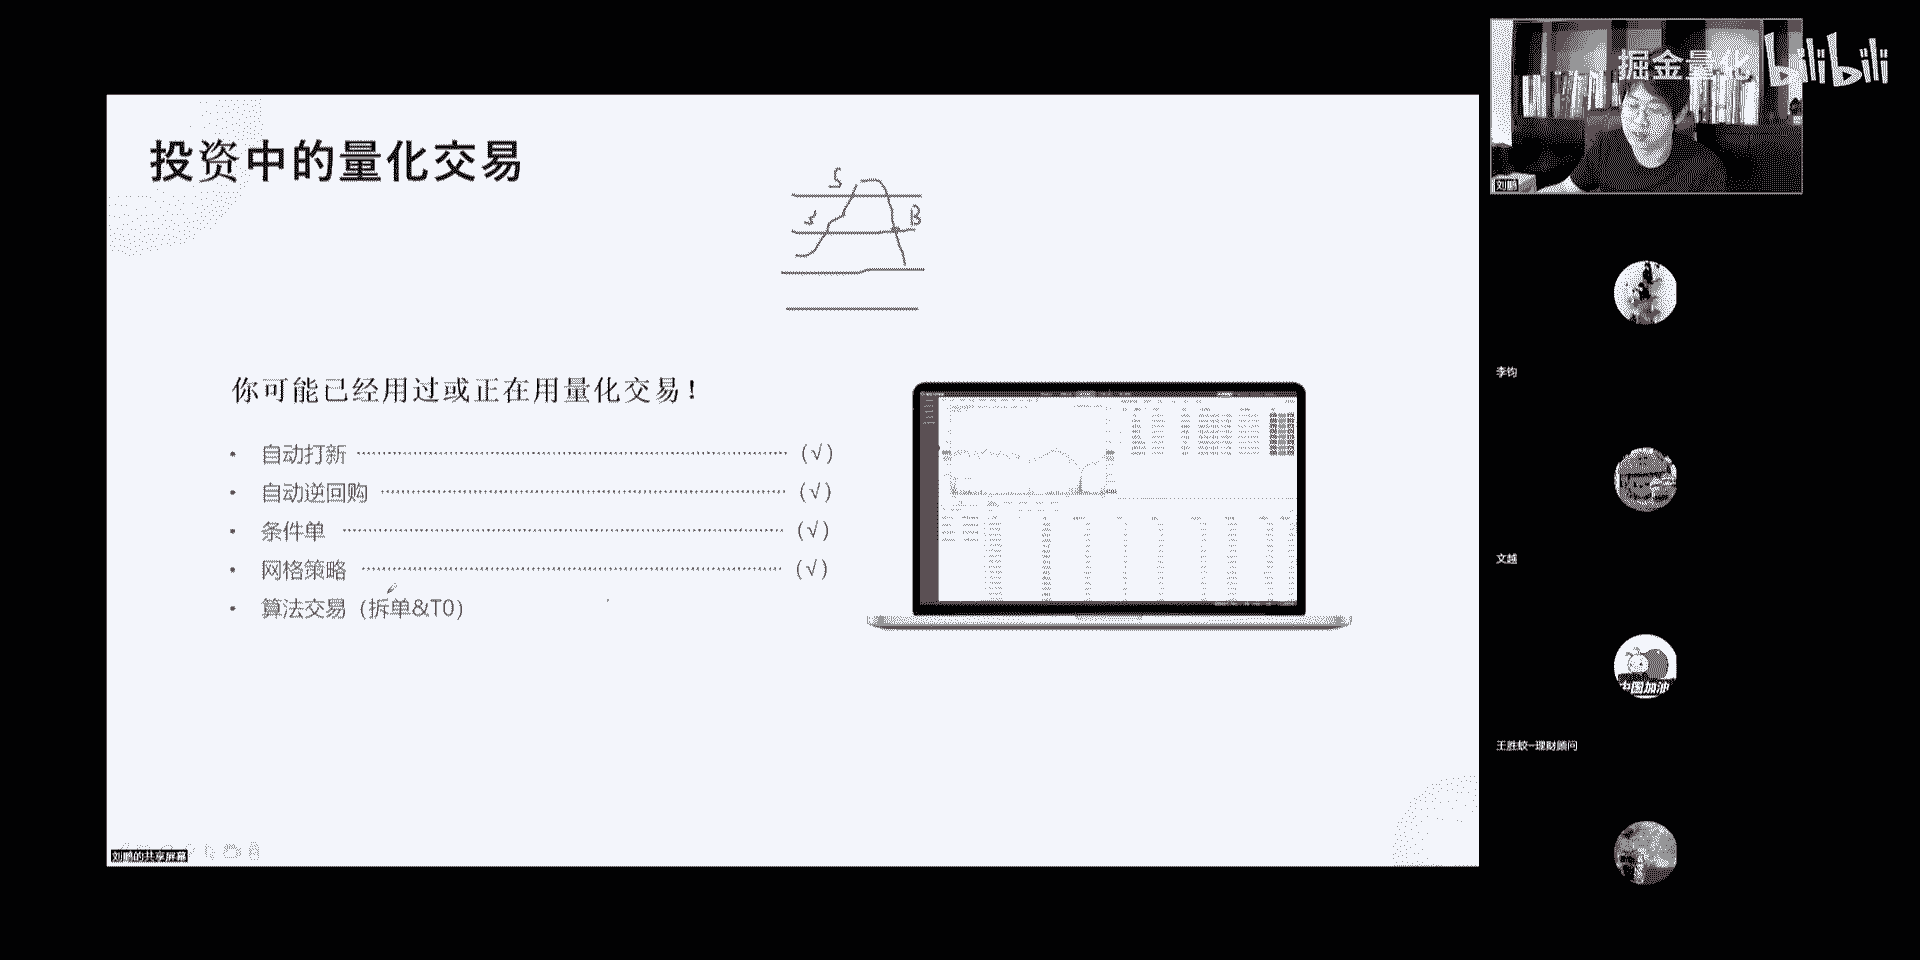 投资中的量化交易
S
S
B
你可能已经用过或正在用量化交易！
• 自动打新 (√)
• 自动逆回购 (√)
• 条件单 (√)
• 网格策略 (√)
• 算法交易（拆单&T0）
刘鹏的共享屏幕
掘金量化 bilibili
刘鹏
李钧
文越
中国加油
王胜蛟-理财顾问